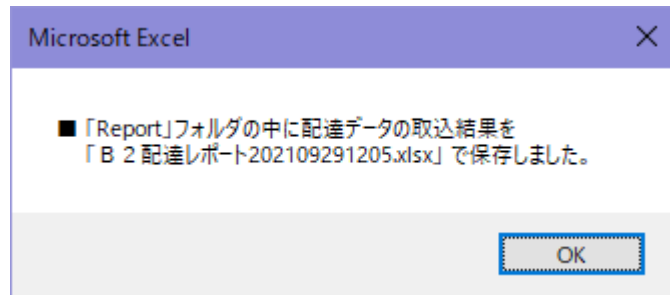 Microsoft Excel
■「Report」フォルダの中に配達データの取込結果を
「Ｂ２配達レポート202109291205.xlsx」で保存しました。
OK